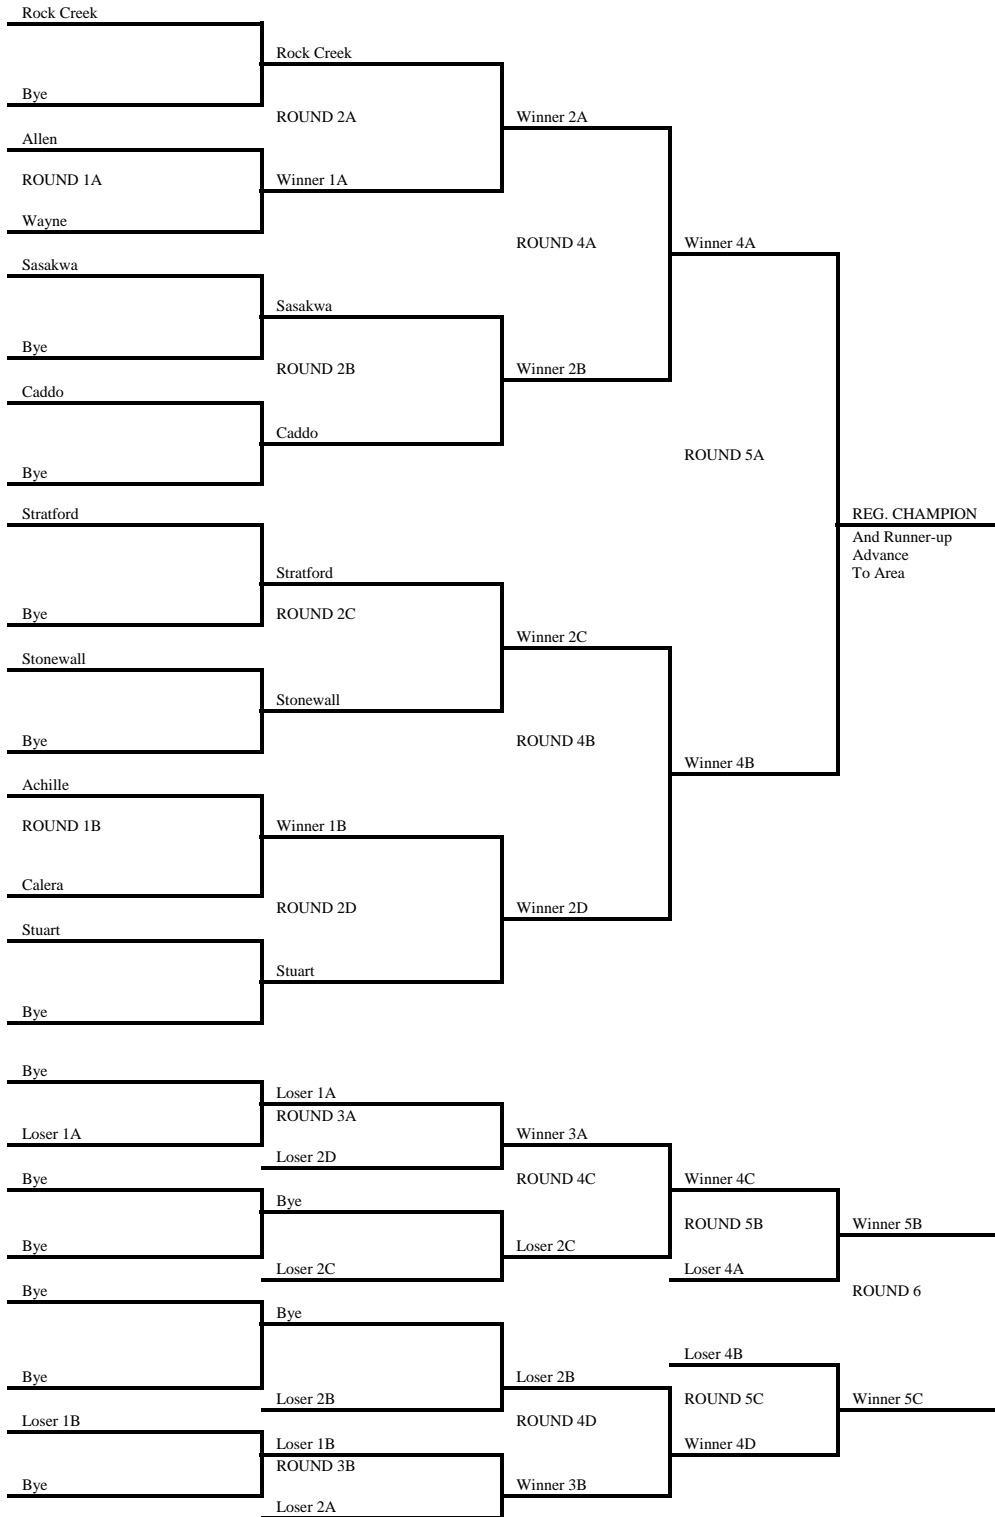 Rock Creek
Rock Creek
Bye
ROUND 2A
Winner 2A
Allen
ROUND 1A
Winner 1A
Wayne
ROUND 4A
Winner 4A
Sasakwa
Sasakwa
Bye
ROUND 2B
Winner 2B
Caddo
Caddo
ROUND 5A
Bye
Stratford
REG. CHAMPION
And Runner-up
Advance
To Area
Stratford
Bye
ROUND 2C
Winner 2C
Stonewall
Stonewall
Bye
ROUND 4B
Winner 4B
Achille
ROUND 1B
Winner 1B
Calera
ROUND 2D
Winner 2D
Stuart
Stuart
Bye
Bye
Loser 1A
ROUND 3A
Loser 1A
Winner 3A
Loser 2D
Bye
ROUND 4C
Winner 4C
Bye
ROUND 5B
Winner 5B
Bye
Loser 2C
Loser 2C
Loser 4A
Bye
ROUND 6
Bye
Loser 4B
Bye
Loser 2B
Loser 2B
ROUND 5C
Winner 5C
Loser 1B
ROUND 4D
Loser 1B
Winner 4D
ROUND 3B
Bye
Winner 3B
Loser 2A